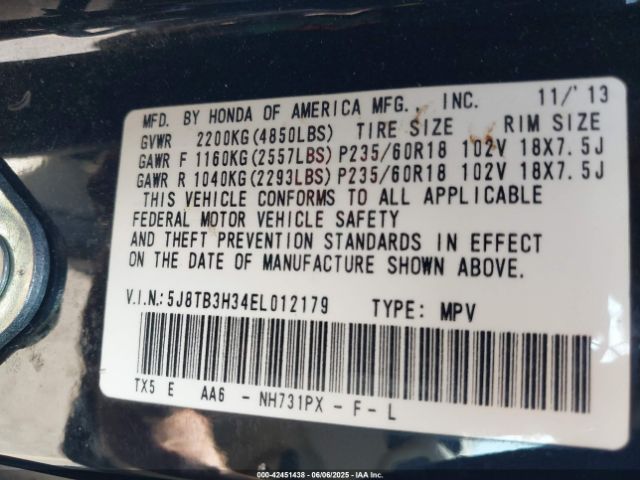 MFD. BY HONDA OF AMERICA MFG., INC. 11/'13
GVWR 2200KG(4850LBS) TIRE SIZE RIM SIZE
GAWR F 1160KG(2557LBS) P235/60R18 102V 18X7.5J
GAWR R 1040KG(2293LBS) P235/60R18 102V 18X7.5J
THIS VEHICLE CONFORMS TO ALL APPLICABLE
FEDERAL MOTOR VEHICLE SAFETY
AND THEFT PREVENTION STANDARDS IN EFFECT
ON THE DATE OF MANUFACTURE SHOWN ABOVE.
V.I.N.: 5J8TB3H34EL012179 TYPE: MPV
TX5 E AA6 - NH731PX - F - L
000-42451438 - 06/06/2025 - IAA Inc.